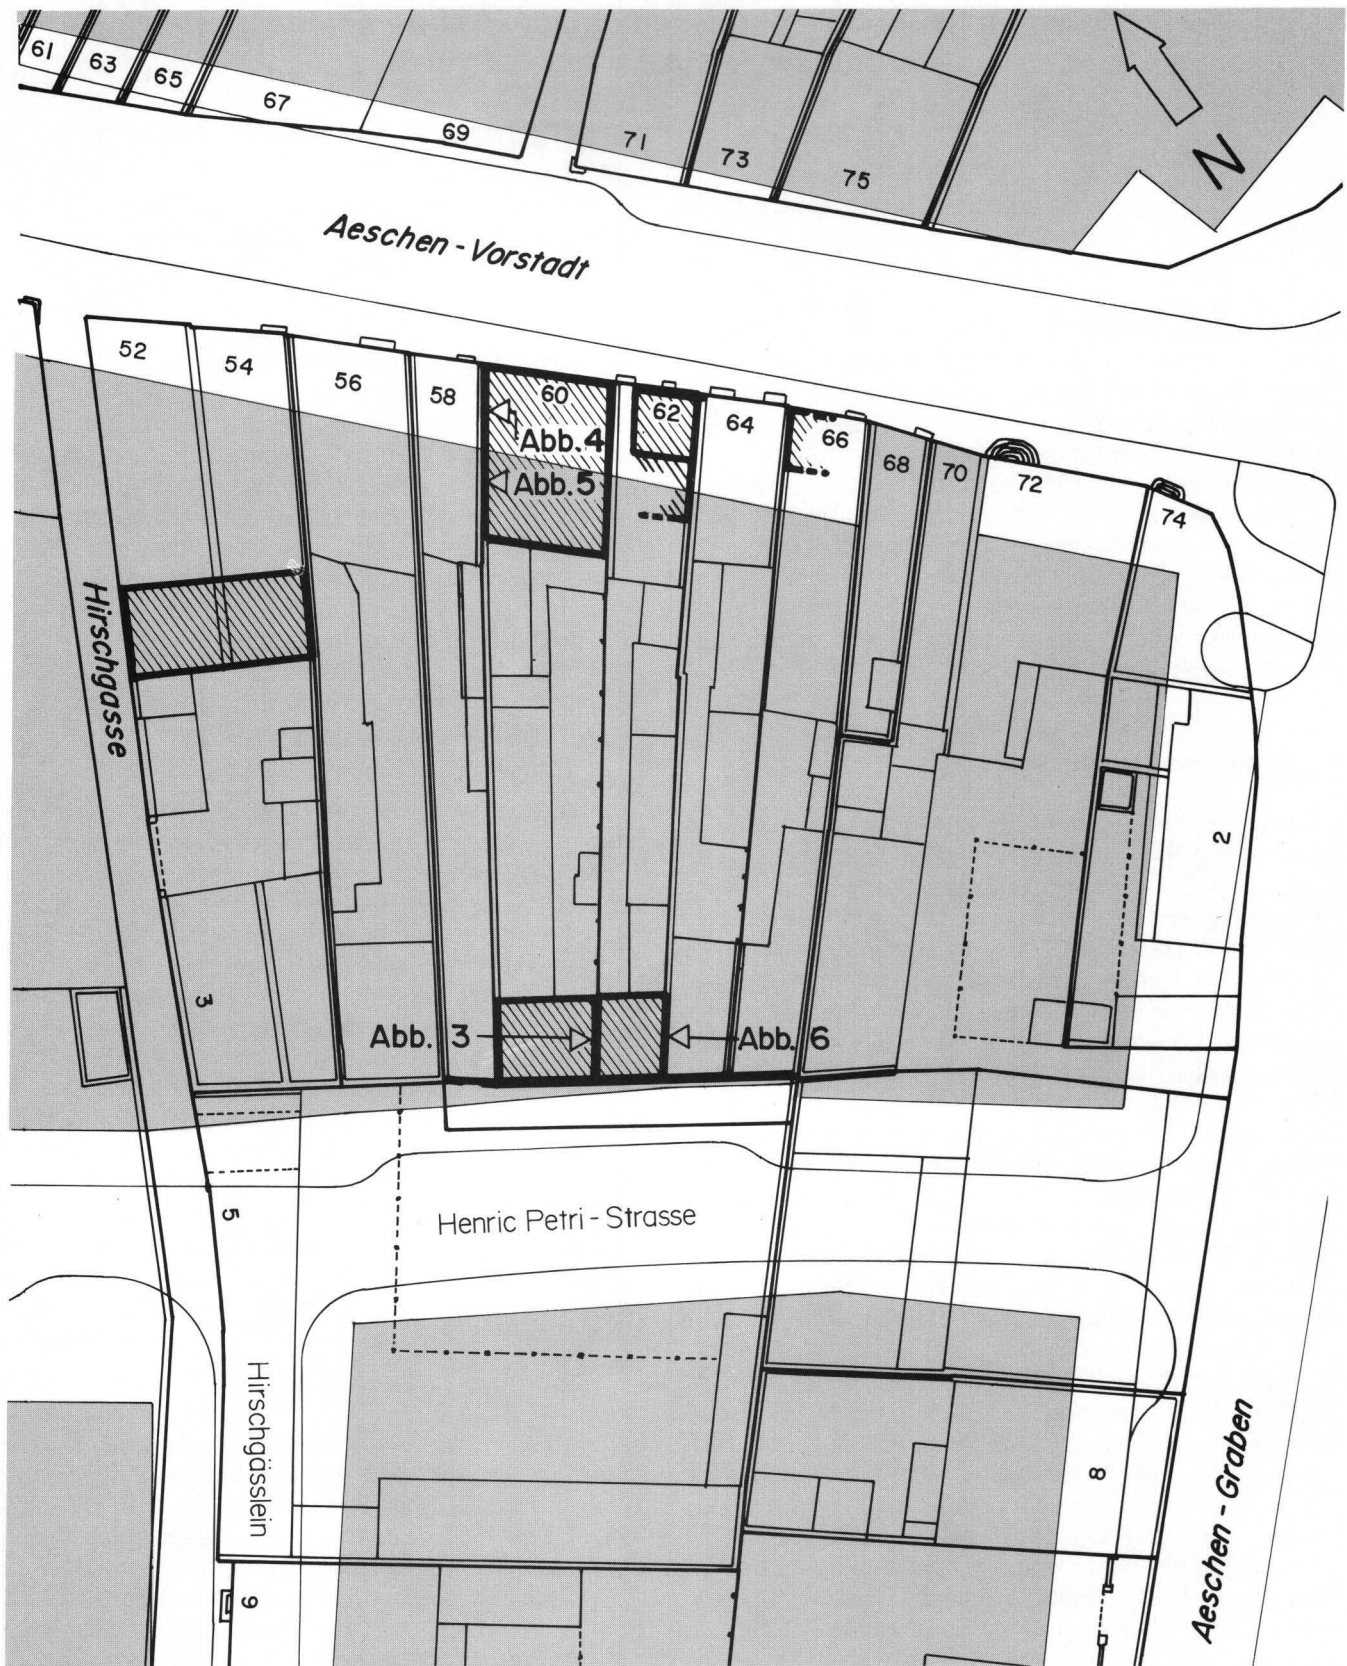 61
63
65
67
69
71
73
75
N
Aeschen - Vorstadt
52
54
56
58
60
62
64
66
68
70
72
74
Abb. 4
Abb. 5
Hirschgasse
2
3
Abb. 3
Abb. 6
5
Henric Petri - Strasse
Hirschgässlein
8
Aeschen - Graben
9